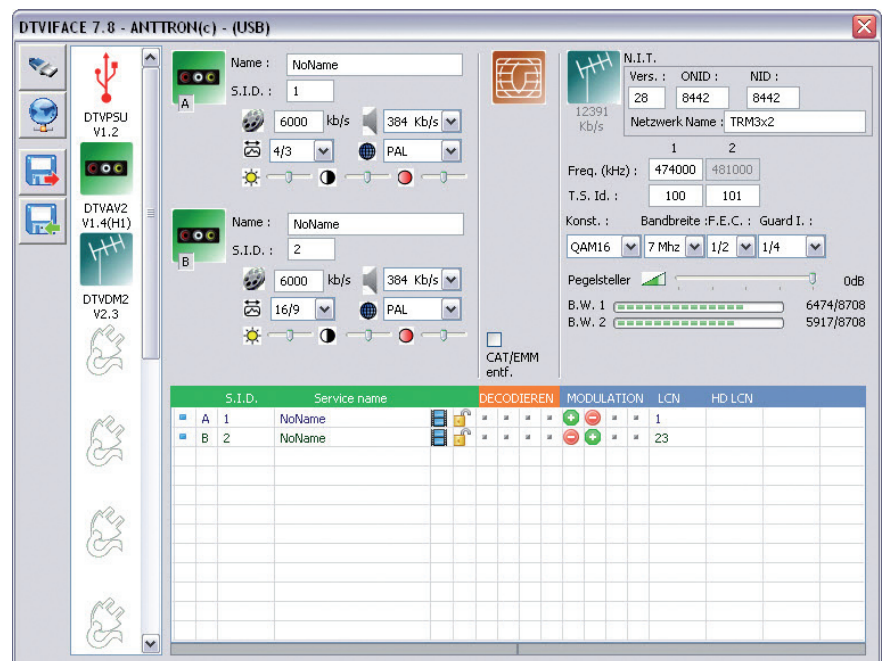 DTVIFACE 7.8 - ANTTRON(c) - (USB)
DTVPSU
V1.2
DTVAV2
V1.4(H1)
DTVDM2
V2.3
A
Name : NoName
S.I.D. : 1
6000 kb/s 384 Kb/s
4/3 PAL
B
Name : NoName
S.I.D. : 2
6000 kb/s 384 Kb/s
16/9 PAL
CAT/EMM
entf.
12391
Kb/s
N.I.T.
Vers. : ONID : NID :
28 8442 8442
Netzwerk Name : TRM3x2
1 2
Freq. (kHz) : 474000 481000
T.S. Id. : 100 101
Konst. : Bandbreite :F.E.C. : Guard I. :
QAM16 7 Mhz 1/2 1/4
Pegelsteller 0dB
B.W. 1 6474/8708
B.W. 2 5917/8708
S.I.D. Service name DECODIEREN MODULATION LCN HD LCN
A 1 NoName 1
B 2 NoName 23